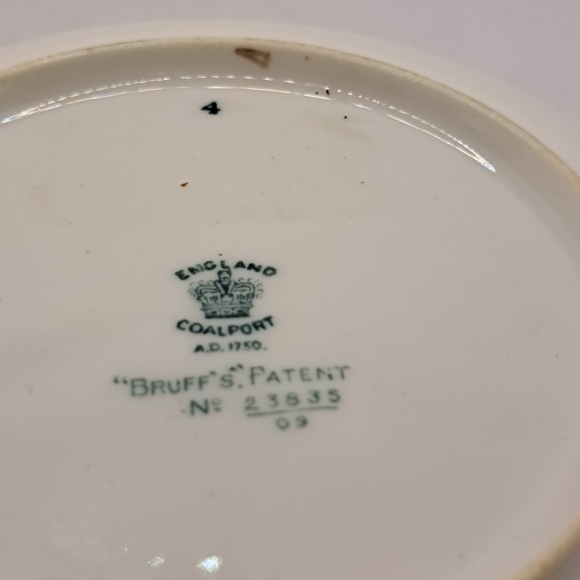 4
ENGLAND
COALPORT
A.D. 1750.
"BRUFF'S". PATENT
Nº 23835
09